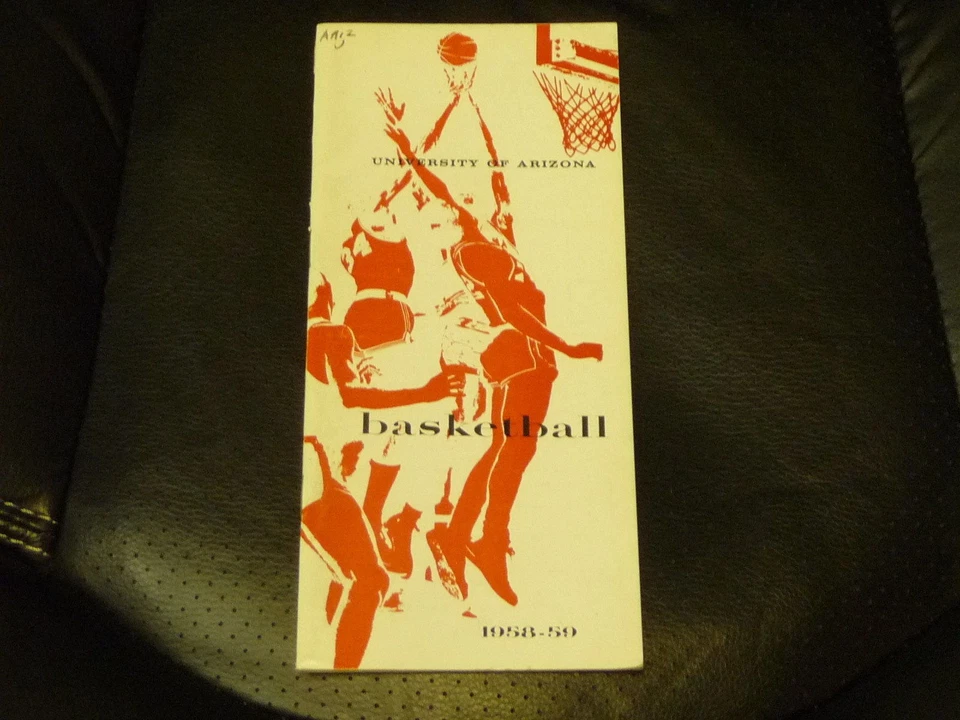 Ariz
UNIVERSITY OF ARIZONA
basketball
1958-59